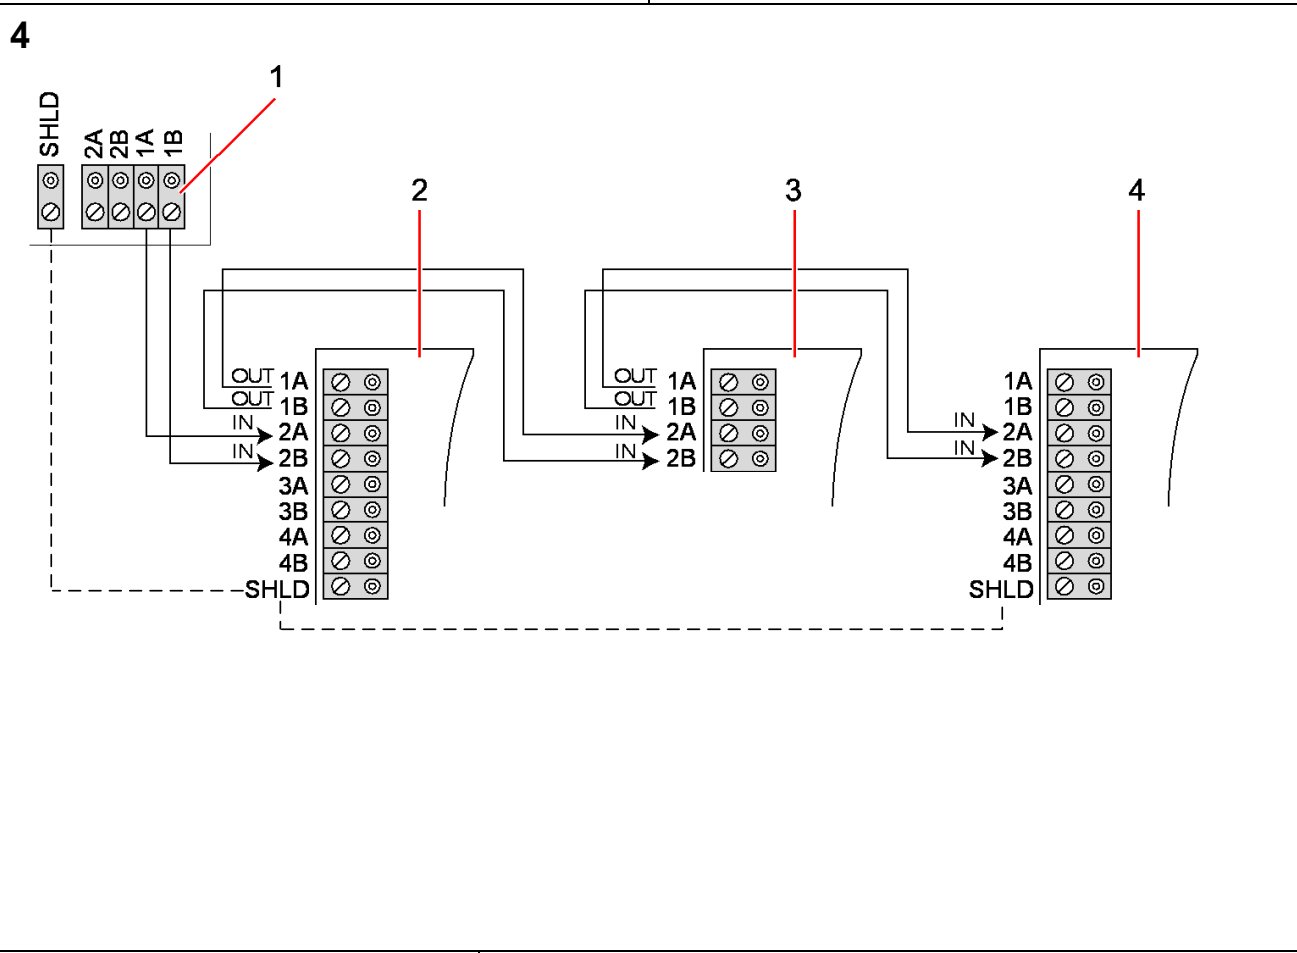 4
1
SHLD
2A
2B
1A
1B
2
3
4
OUT 1A
OUT 1B
IN 2A
IN 2B
3A
3B
4A
4B
SHLD
OUT 1A
OUT 1B
IN 2A
IN 2B
1A
1B
IN 2A
IN 2B
3A
3B
4A
4B
SHLD